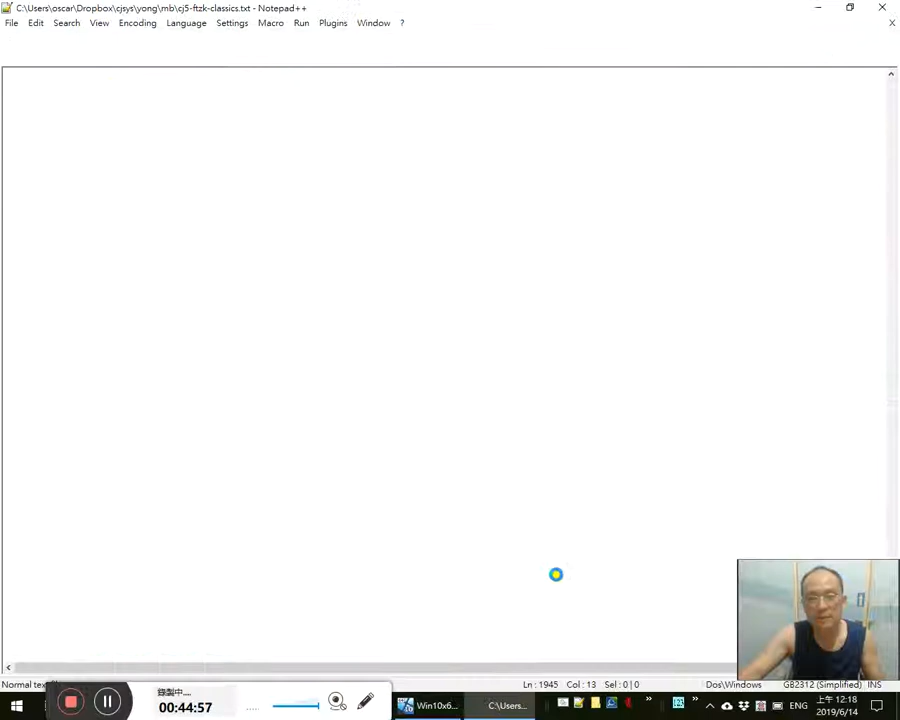 C:\Users\oscar\Dropbox\cjsys\yong\mb\cj5-ftzk-classics.txt - Notepad++
File Edit Search View Encoding Language Settings Macro Run Plugins Window ? X
Normal tex
Ln : 1945 Col : 13 Sel : 0 | 0 Dos\Windows GB2312 (Simplified) INS
錄製中...
00:44:57
Win10x6... C:\Users... ENG
上午 12:18
2019/6/14